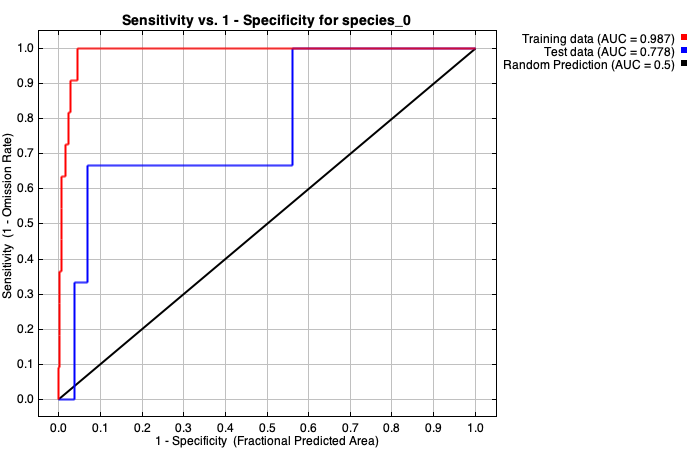 Sensitivity vs. 1 - Specificity for species_0
Training data (AUC = 0.987)
Test data (AUC = 0.778)
Random Prediction (AUC = 0.5)
Sensitivity (1 - Omission Rate)
1.0
0.9
0.8
0.7
0.6
0.5
0.4
0.3
0.2
0.1
0.0
0.0 0.1 0.2 0.3 0.4 0.5 0.6 0.7 0.8 0.9 1.0
1 - Specificity (Fractional Predicted Area)